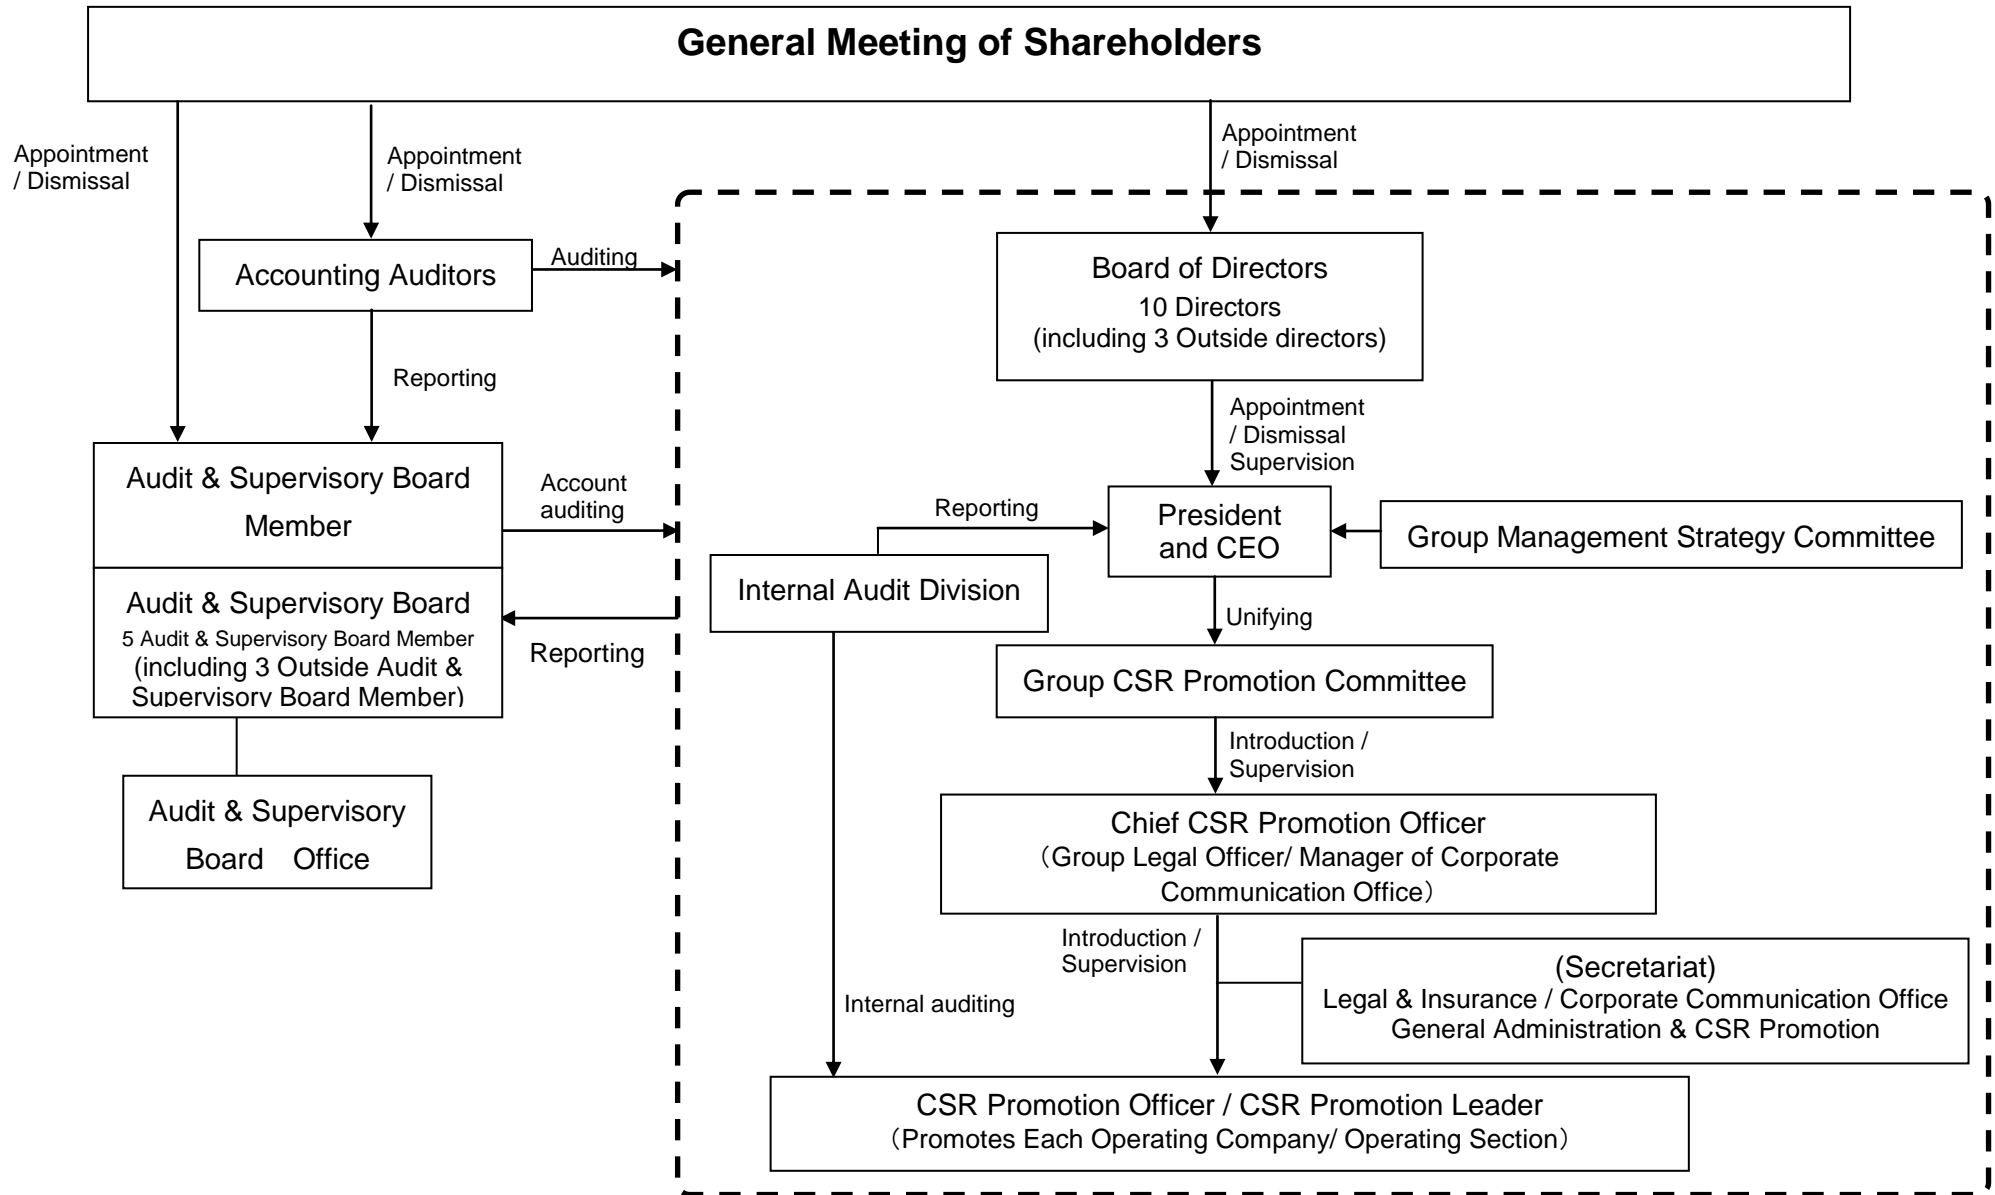 General Meeting of Shareholders
Appointment
/ Dismissal
Appointment
/ Dismissal
Appointment
/ Dismissal
Accounting Auditors
Auditing
Board of Directors
10 Directors
(including 3 Outside directors)
Reporting
Appointment
/ Dismissal
Supervision
Audit & Supervisory Board
Member
Account
auditing
Reporting
President
and CEO
Group Management Strategy Committee
Internal Audit Division
Audit & Supervisory Board
5 Audit & Supervisory Board Member
(including 3 Outside Audit &
Supervisory Board Member)
Reporting
Unifying
Group CSR Promotion Committee
Introduction /
Supervision
Audit & Supervisory
Board Office
Chief CSR Promotion Officer
（Group Legal Officer/ Manager of Corporate
Communication Office）
Introduction /
Supervision
(Secretariat)
Legal & Insurance / Corporate Communication Office
General Administration & CSR Promotion
Internal auditing
CSR Promotion Officer / CSR Promotion Leader
（Promotes Each Operating Company/ Operating Section）